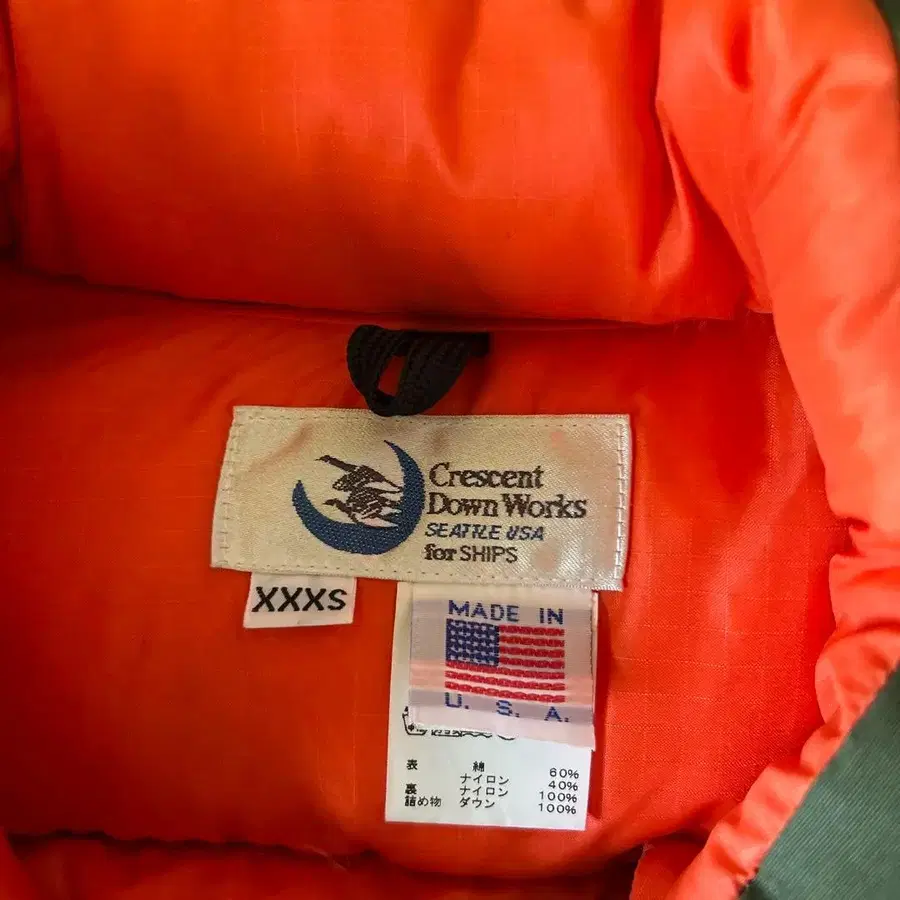 Crescent
Down Works
SEATTLE USA
for SHIPS
XXXS
MADE IN
U. S. A.
表 綿 60%
ナイロン 40%
裏 ナイロン 100%
詰め物 ダウン 100%